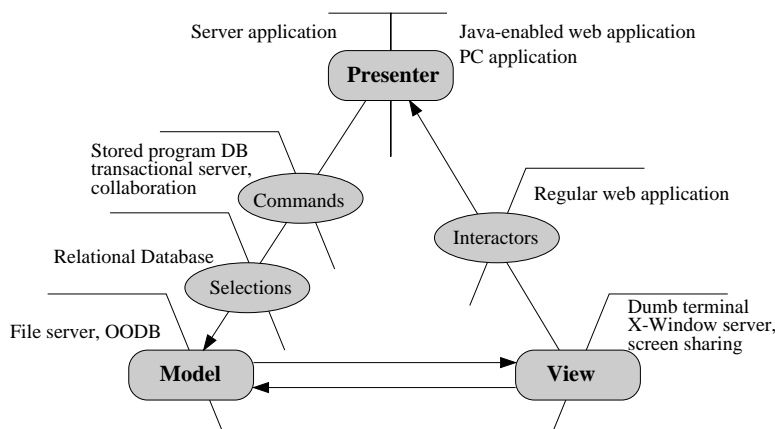 Server application
Java-enabled web application
PC application
Presenter
Stored program DB
transactional server,
collaboration
Commands
Regular web application
Interactors
Relational Database
Selections
File server, OODB
Dumb terminal
X-Window server,
screen sharing
Model
View